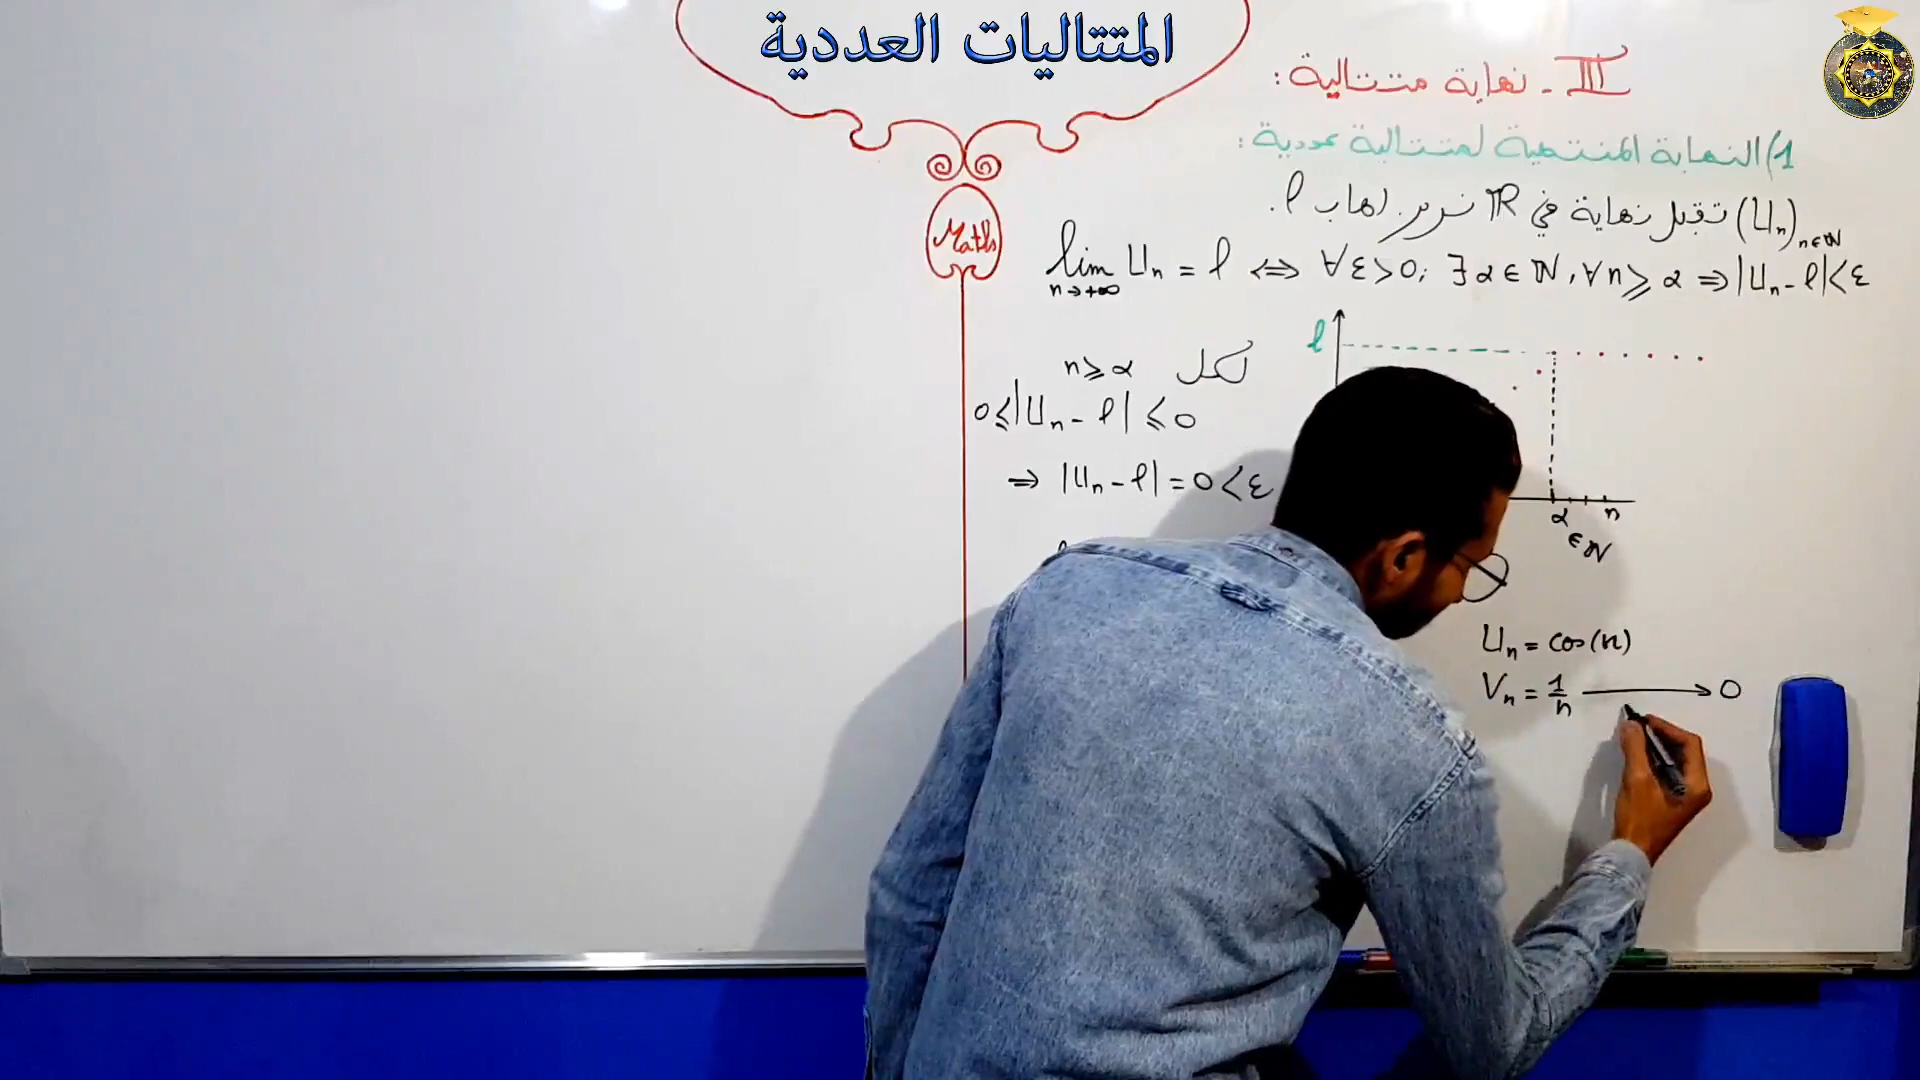 المتتاليات العددية
III - نهاية متتالية :
1) النهاية المنتهية لمتتالية عددية :
(Un)n∈ℕ تقبل نهاية في ℝ نرمز لها ب l.
lim n→+∞ Un = l ⇔ ∀ε>0; ∃α∈ℕ, ∀n≥α ⇒ |Un - l|<ε
Maths
l
لكل n≥α
0≤|Un - l|≤0
⇒ |Un - l| = 0<ε
α n
∈ℕ
Un = cos(n)
Vn = 1/n → 0